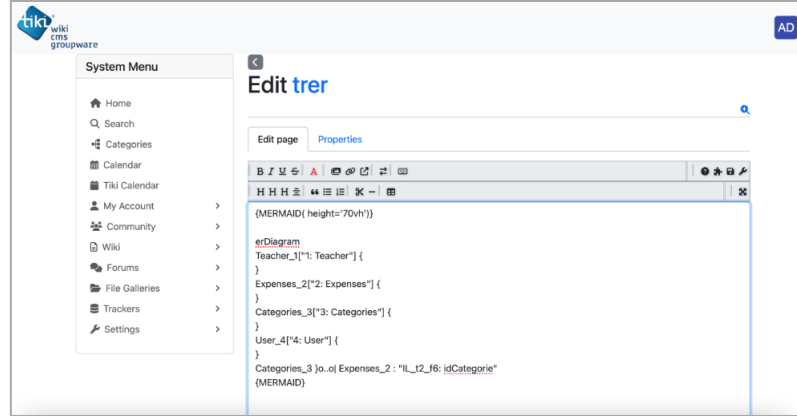 tiki wiki
cms
groupware
AD
System Menu
Home
Search
Categories
Calendar
Tiki Calendar
My Account
Community
Wiki
Forums
File Galleries
Trackers
Settings
Edit trer
Edit page Properties
B I U S A
H H H
{MERMAID( height='70vh')}
erDiagram
Teacher_1["1: Teacher"] {
}
Expenses_2["2: Expenses"] {
}
Categories_3["3: Categories"] {
}
User_4["4: User"] {
}
Categories_3 }o..o| Expenses_2 : "IL_t2_f6: idCategorie"
{MERMAID}